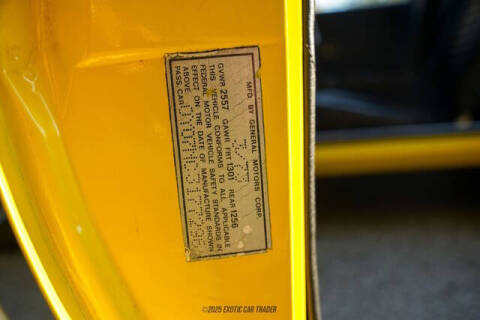 MFD BY GENERAL MOTORS CORP.
GVWR 2557 GAWR FRT 1301 REAR 1256
THIS VEHICLE CONFORMS TO ALL APPLICABLE
FEDERAL MOTOR VEHICLE SAFETY STANDARDS IN
EFFECT ON THE DATE OF MANUFACTURE SHOWN
ABOVE
PASS.CAR
©2025 EXOTIC CAR TRADER